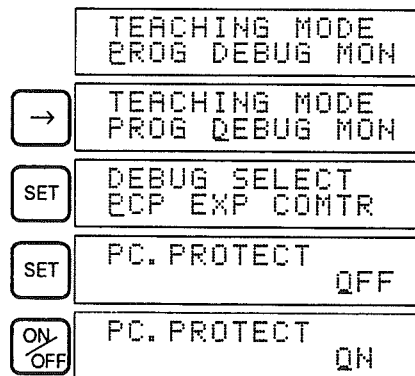 TEACHING MODE
PROG DEBUG MON
→
TEACHING MODE
PROG DEBUG MON
SET
DEBUG SELECT
PCP EXP COMTR
SET
PC.PROTECT
OFF
ON/OFF
PC.PROTECT
ON